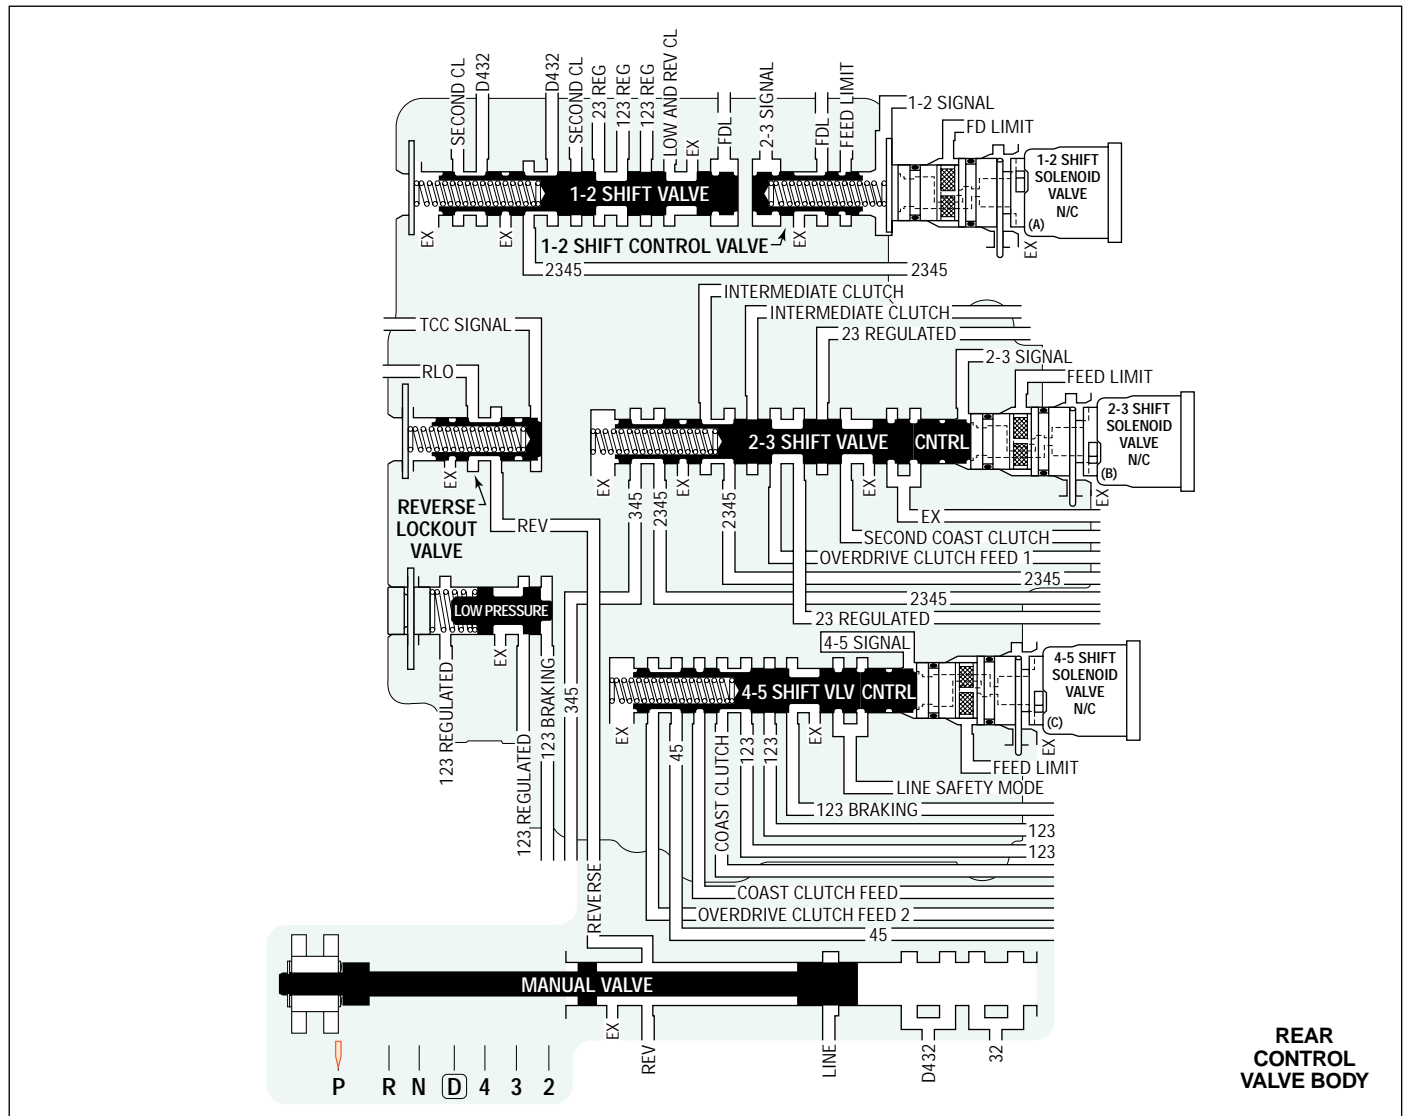 SECOND CL
D432
D432
SECOND CL
23 REG
123 REG
123 REG
LOW AND REV CL
EX
FDL
2-3 SIGNAL
FDL
FEED LIMIT
1-2 SIGNAL
FD LIMIT
1-2 SHIFT
SOLENOID
VALVE
N/C
(A)
EX
1-2 SHIFT VALVE
EX
EX
1-2 SHIFT CONTROL VALVE
EX
2345
2345
INTERMEDIATE CLUTCH
INTERMEDIATE CLUTCH
23 REGULATED
TCC SIGNAL
RLO
2-3 SIGNAL
FEED LIMIT
2-3 SHIFT
SOLENOID
VALVE
N/C
(B)
EX
2-3 SHIFT VALVE
CNTRL
EX
REVERSE
LOCKOUT
VALVE
REV
EX
345
2345
EX
2345
EX
EX
SECOND COAST CLUTCH
OVERDRIVE CLUTCH FEED 1
2345
2345
23 REGULATED
LOW PRESSURE
EX
123 REGULATED
123 REGULATED
123 BRAKING
345
4-5 SIGNAL
4-5 SHIFT
SOLENOID
VALVE
N/C
(C)
EX
4-5 SHIFT VLV
CNTRL
EX
45
COAST CLUTCH
123
123
EX
FEED LIMIT
LINE SAFETY MODE
123 BRAKING
123
123
COAST CLUTCH FEED
OVERDRIVE CLUTCH FEED 2
45
REVERSE
MANUAL VALVE
EX
REV
LINE
D432
32
P R N D 4 3 2
REAR
CONTROL
VALVE BODY